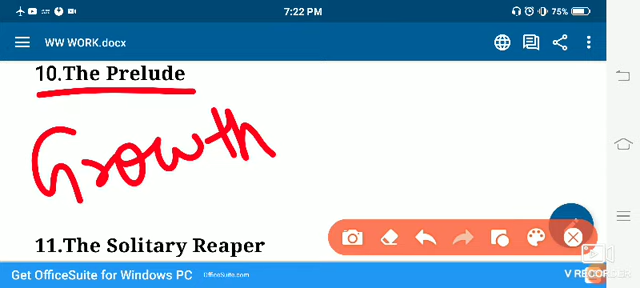 7:22 PM
75%
WW WORK.docx
10.The Prelude
Growth
11.The Solitary Reaper
Get OfficeSuite for Windows PC OfficeSuite.com
V RECORDER